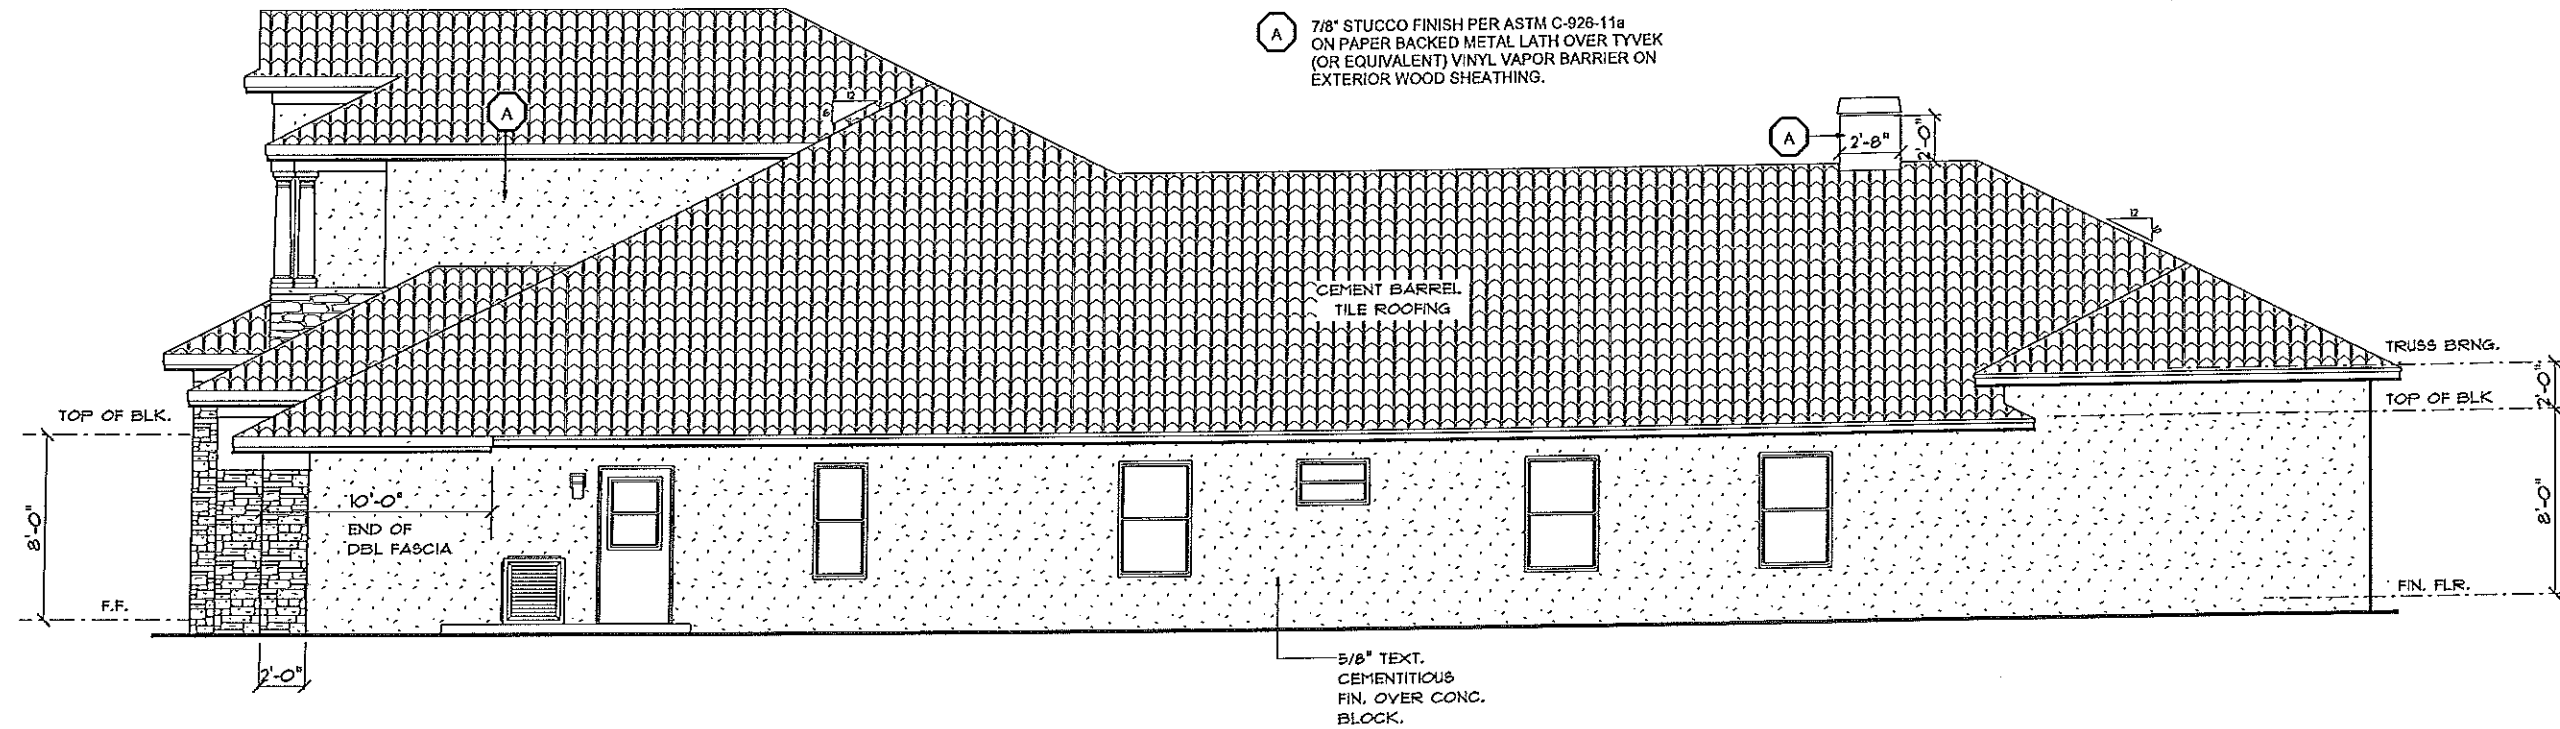 A
7/8" STUCCO FINISH PER ASTM C-926-11a
ON PAPER BACKED METAL LATH OVER TYVEK
(OR EQUIVALENT) VINYL VAPOR BARRIER ON
EXTERIOR WOOD SHEATHING.
A
12
6
A
2'-8"
2'-0"
12
CEMENT BARREL
TILE ROOFING
TRUSS BRNG.
2'-0"
TOP OF BLK
TOP OF BLK.
8'-0"
10'-0"
END OF
DBL FASCIA
8'-0"
FIN. FLR.
F.F.
2'-0"
5/8" TEXT.
CEMENTITIOUS
FIN. OVER CONC.
BLOCK.